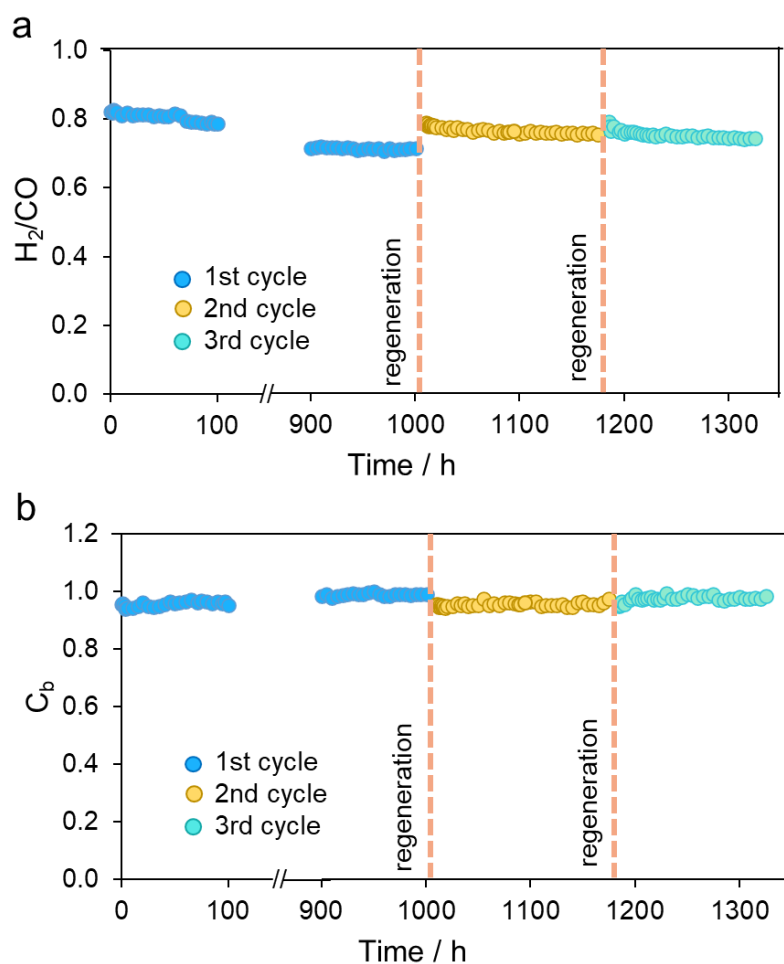 a
1.0
0.8
0.6
0.4
0.2
0.0
H₂/CO
1st cycle
2nd cycle
3rd cycle
regeneration
regeneration
0 100 // 900 1000 1100 1200 1300
Time / h
b
1.2
1.0
0.8
0.6
0.4
0.2
0.0
C_b
1st cycle
2nd cycle
3rd cycle
regeneration
regeneration
0 100 // 900 1000 1100 1200 1300
Time / h